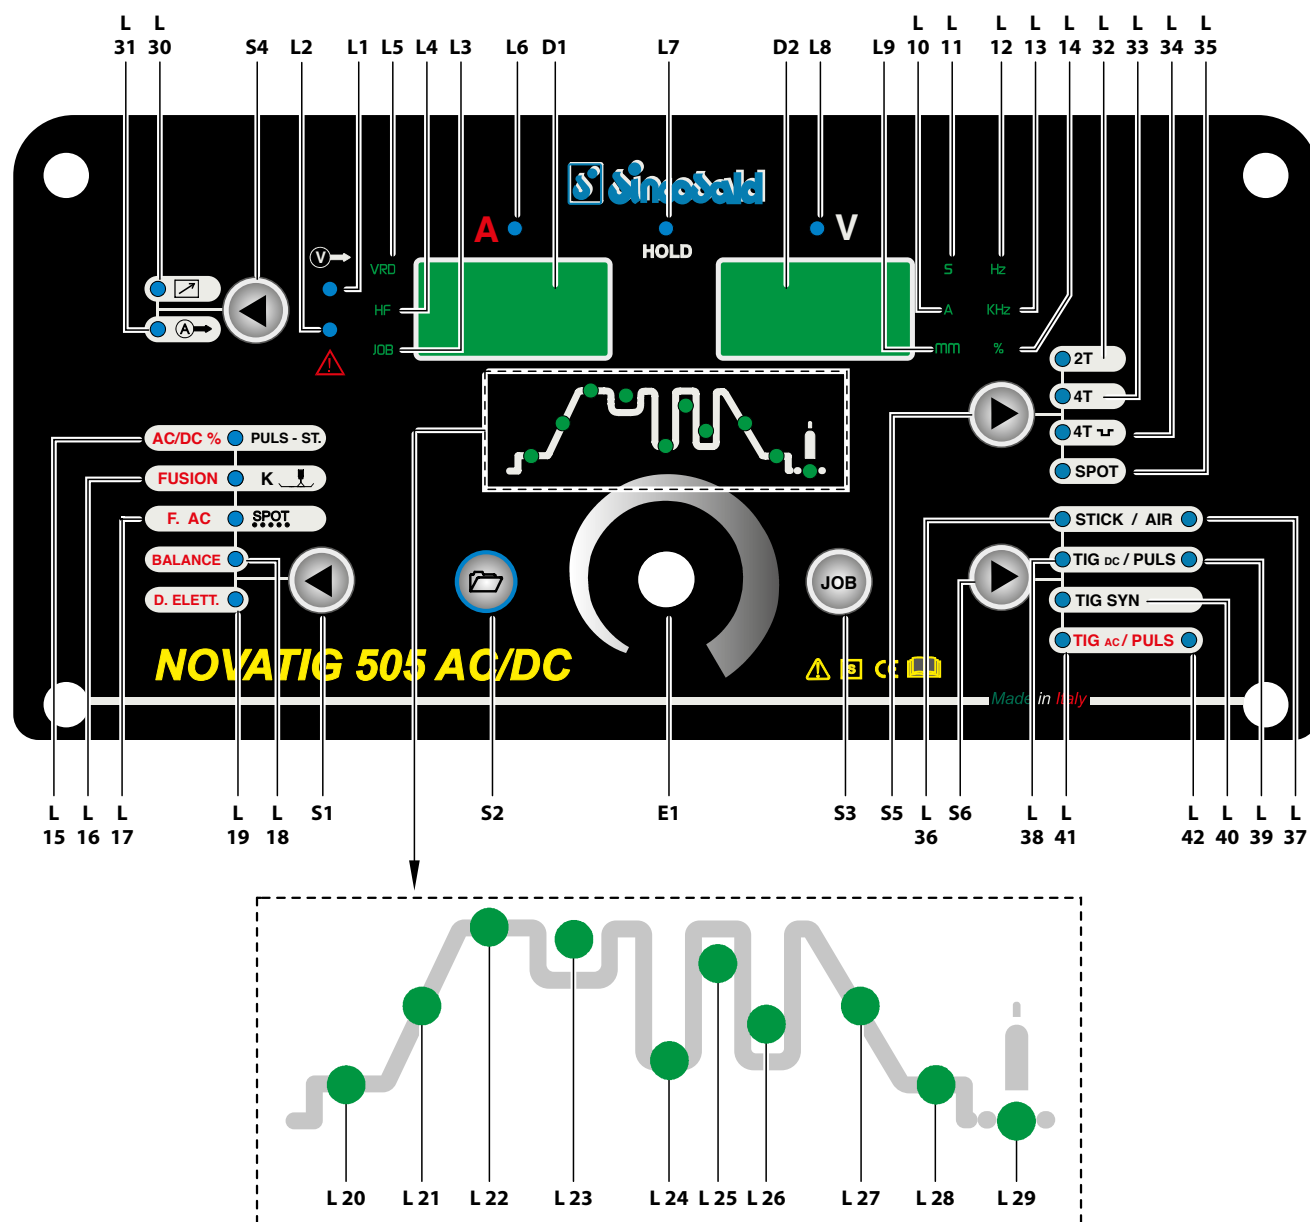 L L
31 30 S4 L2 L1 L5 L4 L3 L6 D1 L7 D2 L8 L9
L L L L L L L L L
10 11 12 13 14 32 33 34 35
Sincosald
A HOLD V
V
VRD
HF
JOB
A
S Hz
A KHz
mm %
2T
4T
4T
SPOT
AC/DC % PULS - ST.
FUSION K
F. AC SPOT
BALANCE
D. ELETT.
JOB
STICK / AIR
TIG DC / PULS
TIG SYN
TIG AC / PULS
NOVATIG 505 AC/DC
S CE
Made in Italy
L L L L L S1 S2 E1 S3 S5 L S6 L L L L L L
15 16 17 19 18 36 38 41 42 40 39 37
L 20 L 21 L 22 L 23 L 24 L 25 L 26 L 27 L 28 L 29